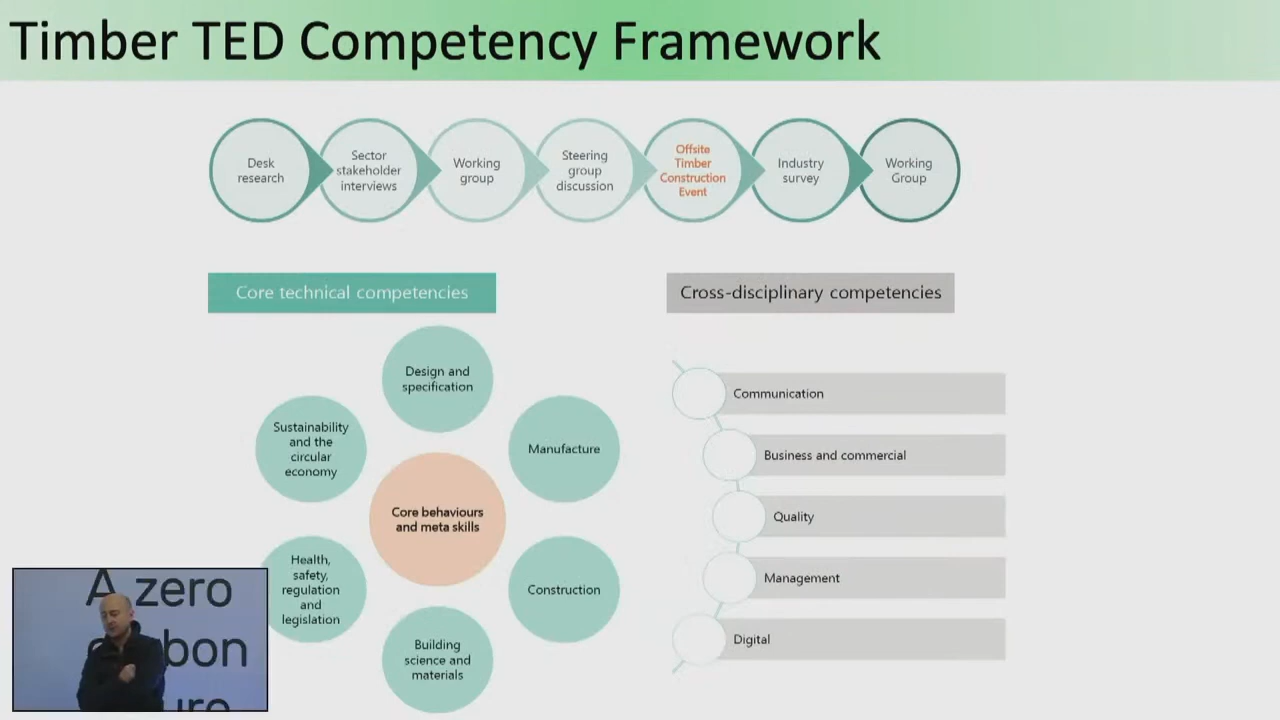 Timber TED Competency Framework
Desk
research
Sector
stakeholder
interviews
Working
group
Steering
group
discussion
Offsite
Timber
Construction
Event
Industry
survey
Working
Group
Core technical competencies
Design and
specification
Manufacture
Construction
Building
science and
materials
Health,
safety,
regulation
and
legislation
Sustainability
and the
circular
economy
Core behaviours
and meta skills
Cross-disciplinary competencies
Communication
Business and commercial
Quality
Management
Digital
A zero